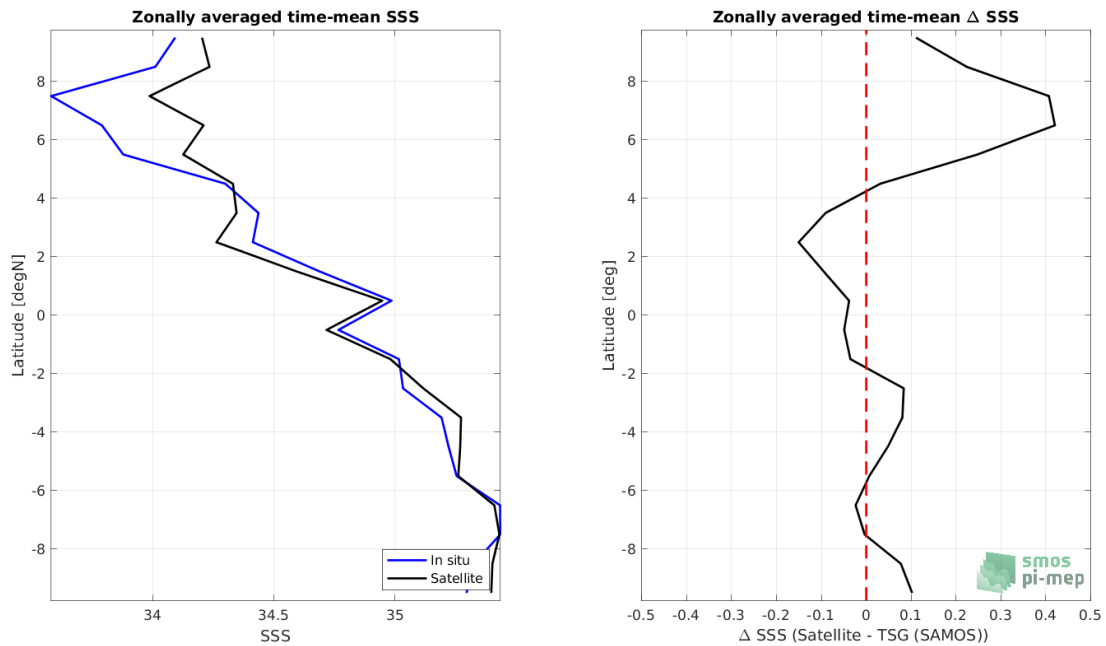 Zonally averaged time-mean SSS
8
6
4
2
0
-2
-4
-6
-8
Latitude [degN]
34
34.5
35
SSS
In situ
Satellite
Zonally averaged time-mean Δ SSS
8
6
4
2
0
-2
-4
-6
-8
Latitude [deg]
-0.5 -0.4 -0.3 -0.2 -0.1 0 0.1 0.2 0.3 0.4 0.5
Δ SSS (Satellite - TSG (SAMOS))
smos
pi-mep